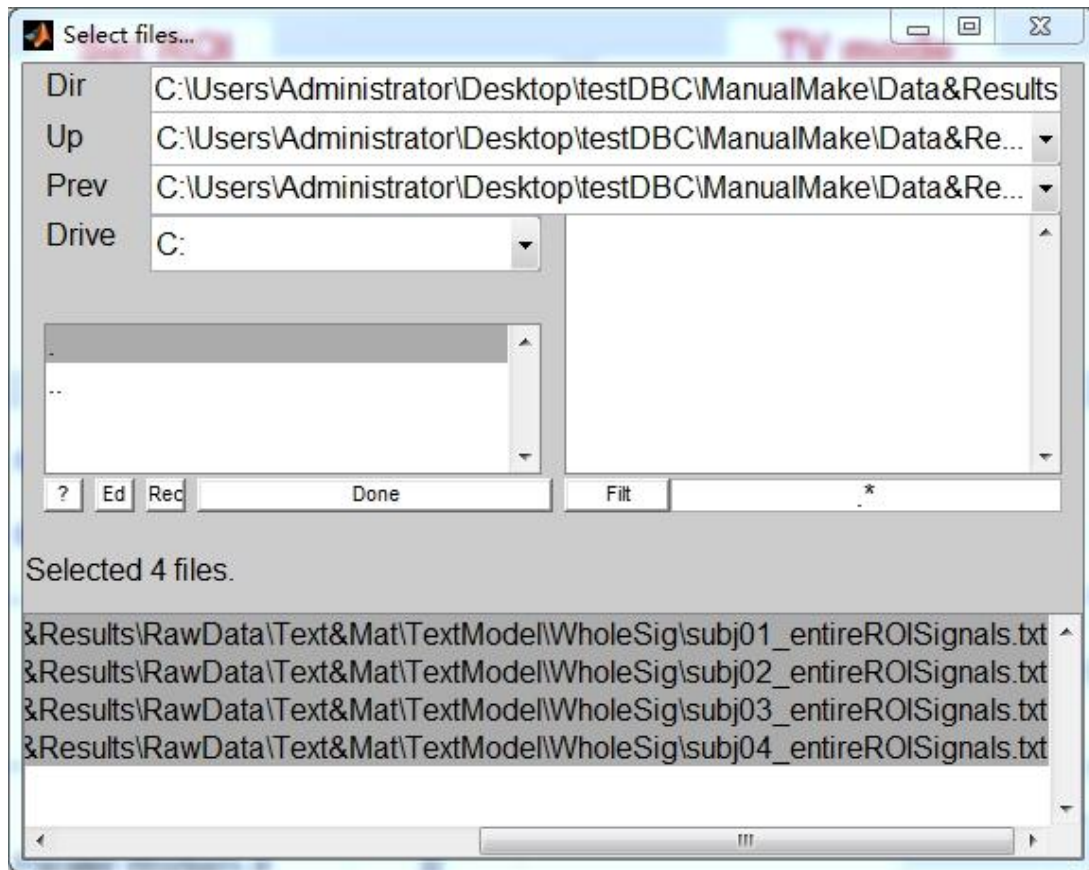 Select files...
Dir C:\Users\Administrator\Desktop\testDBC\ManualMake\Data&Results
Up C:\Users\Administrator\Desktop\testDBC\ManualMake\Data&Re...
Prev C:\Users\Administrator\Desktop\testDBC\ManualMake\Data&Re...
Drive C:
.
..
? Ed Rec Done Filt .*
Selected 4 files.
&Results\RawData\Text&Mat\TextModel\WholeSig\subj01_entireROISignals.txt
&Results\RawData\Text&Mat\TextModel\WholeSig\subj02_entireROISignals.txt
&Results\RawData\Text&Mat\TextModel\WholeSig\subj03_entireROISignals.txt
&Results\RawData\Text&Mat\TextModel\WholeSig\subj04_entireROISignals.txt